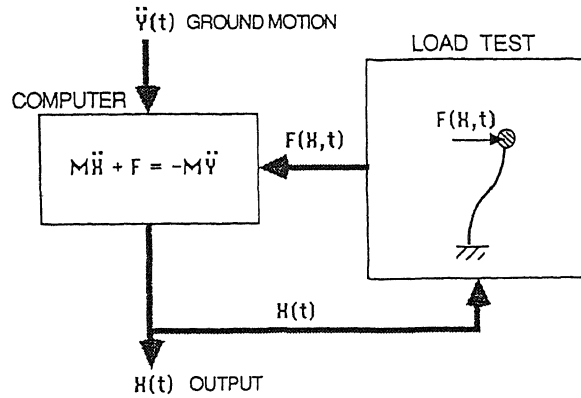 Ÿ(t) GROUND MOTION
LOAD TEST
COMPUTER
F(X,t)
F(X,t)
MẌ + F = -MŸ
X(t)
X(t) OUTPUT